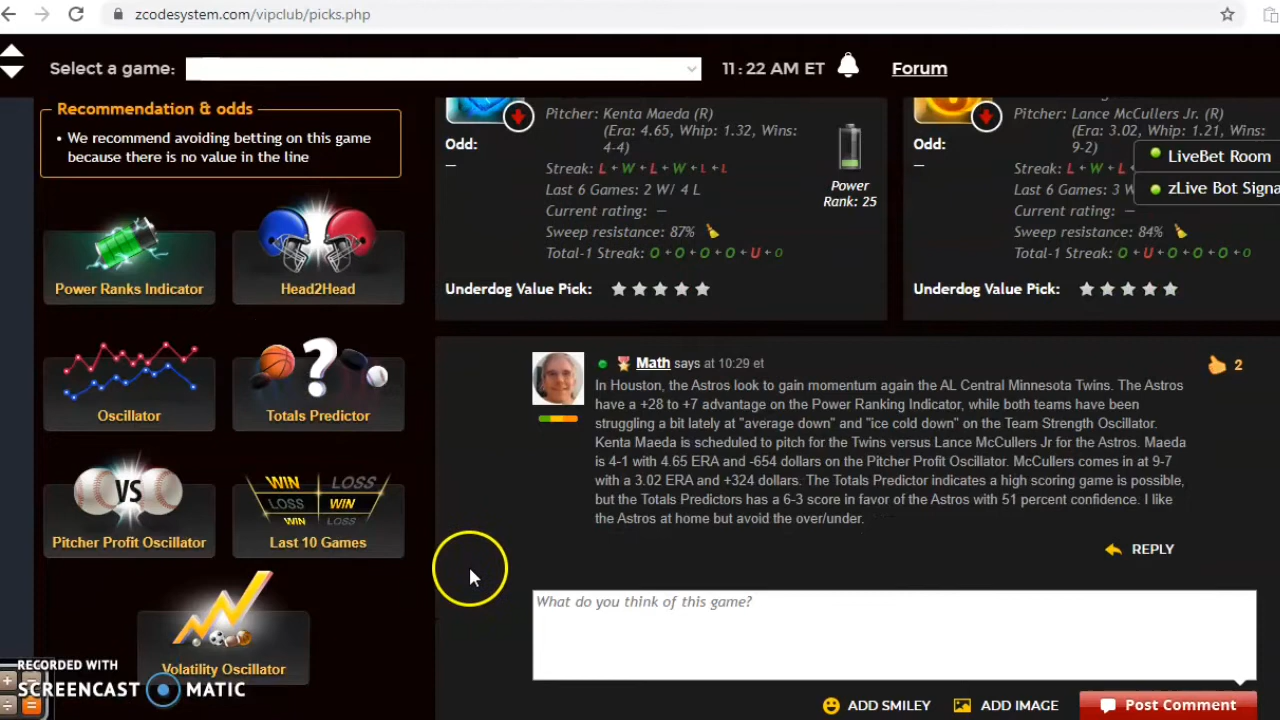 zcodesystem.com/vipclub/picks.php
Select a game:
11:22 AM ET
Forum
Recommendation & odds
• We recommend avoiding betting on this game
because there is no value in the line
Power Ranks Indicator
Head2Head
Oscillator
Totals Predictor
VS
Pitcher Profit Oscillator
WIN LOSS
LOSS WIN
WIN LOSS
Last 10 Games
Volatility Oscillator
RECORDED WITH
SCREENCAST MATIC
Odd:
—
Pitcher: Kenta Maeda (R)
(Era: 4.65, Whip: 1.32, Wins:
4-4)
Streak: L + W + L + W + L + L
Last 6 Games: 2 W/ 4 L
Current rating: —
Sweep resistance: 87%
Total-1 Streak: O + O + O + O + U + O
Power
Rank: 25
Underdog Value Pick:
Odd:
—
Pitcher: Lance McCullers Jr. (R)
(Era: 3.02, Whip: 1.21, Wins:
9-2)
Streak: L + W + L
Last 6 Games: 3 W
Current rating: —
Sweep resistance: 84%
Total-1 Streak: O + U + O + O + O + O
Underdog Value Pick:
LiveBet Room
zLive Bot Signa
Math says at 10:29 et
2
In Houston, the Astros look to gain momentum again the AL Central Minnesota Twins. The Astros
have a +28 to +7 advantage on the Power Ranking Indicator, while both teams have been
struggling a bit lately at "average down" and "ice cold down" on the Team Strength Oscillator.
Kenta Maeda is scheduled to pitch for the Twins versus Lance McCullers Jr for the Astros. Maeda
is 4-1 with 4.65 ERA and -654 dollars on the Pitcher Profit Oscillator. McCullers comes in at 9-7
with a 3.02 ERA and +324 dollars. The Totals Predictor indicates a high scoring game is possible,
but the Totals Predictors has a 6-3 score in favor of the Astros with 51 percent confidence. I like
the Astros at home but avoid the over/under.
REPLY
What do you think of this game?
ADD SMILEY
ADD IMAGE
Post Comment